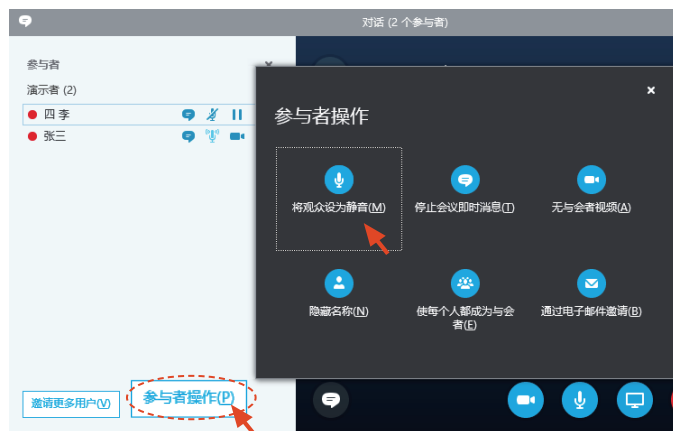 对话 (2 个参与者)
参与者
演示者 (2)
四 李
张三
参与者操作
将观众设为静音(M)
停止会议即时消息(T)
无与会者视频(A)
隐藏名称(N)
使每个人都成为与会
者(E)
通过电子邮件邀请(B)
邀请更多用户(V)
参与者操作(P)